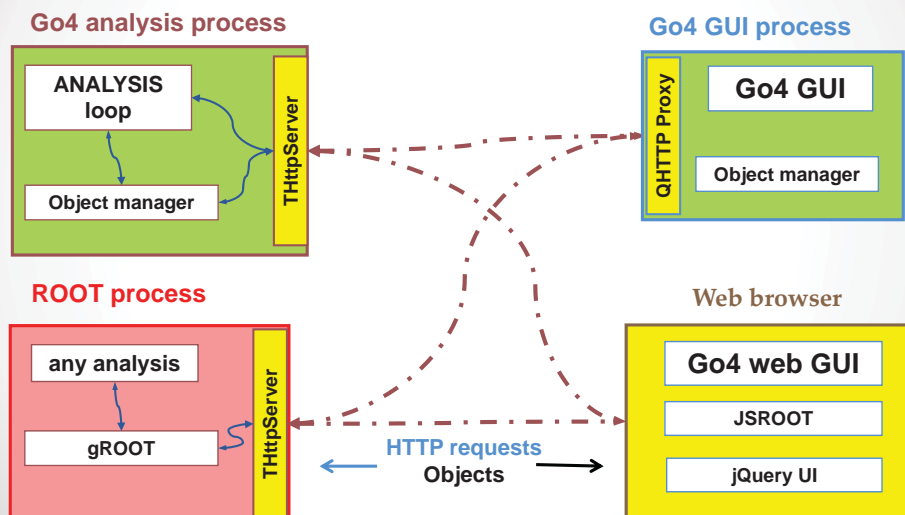 Go4 analysis process
ANALYSIS
loop
Object manager
THttpServer
Go4 GUI process
QHTTP Proxy
Go4 GUI
Object manager
ROOT process
any analysis
gROOT
THttpServer
Web browser
Go4 web GUI
JSROOT
jQuery UI
HTTP requests
Objects